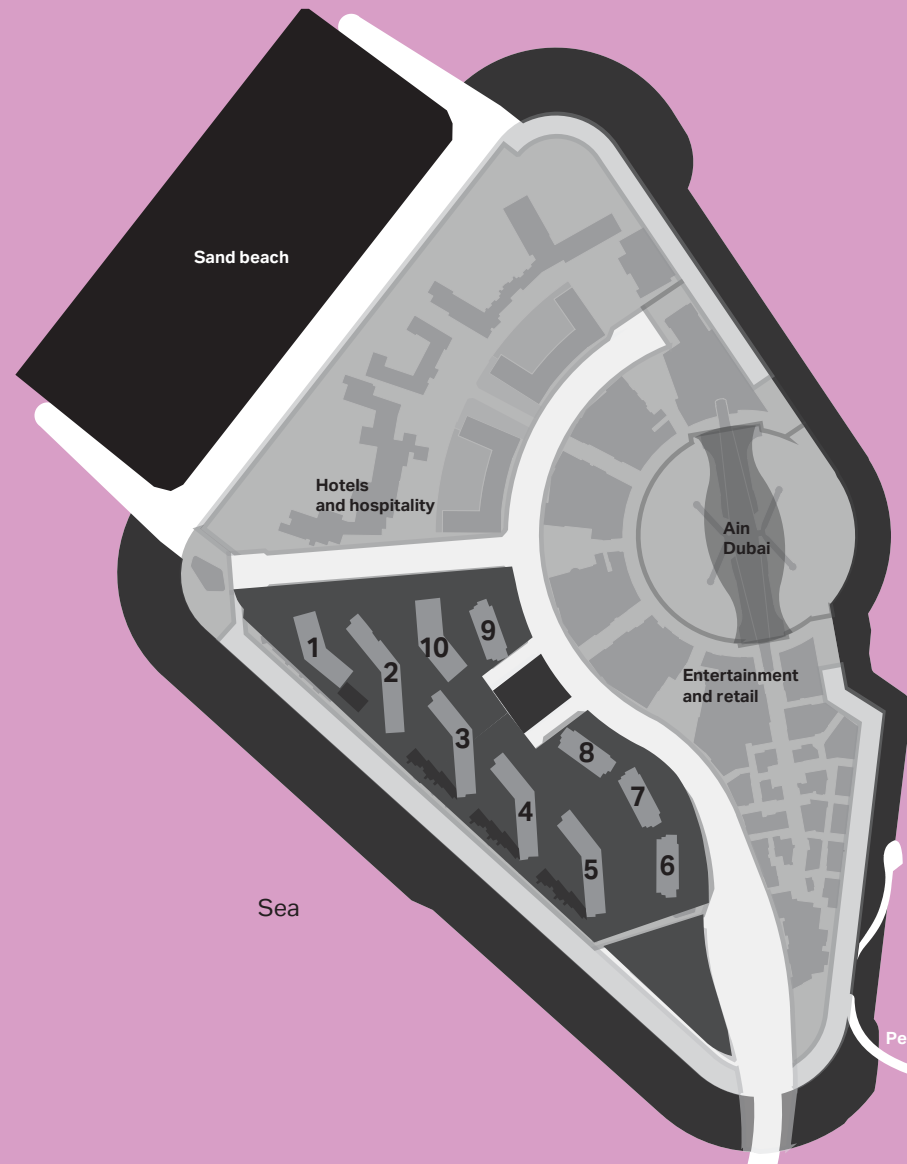 Sand beach
Hotels
and hospitality
Ain
Dubai
1
2
10
9
3
Entertainment
and retail
8
4
7
5
6
Sea
Pe